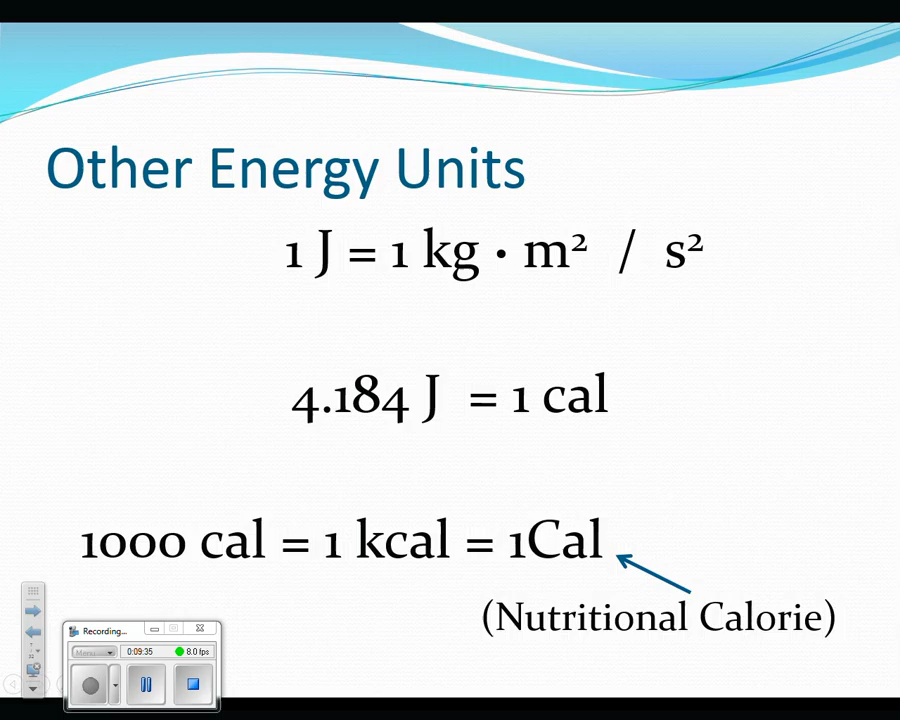 Other Energy Units
1 J = 1 kg · m² / s²
4.184 J = 1 cal
1000 cal = 1 kcal = 1Cal
(Nutritional Calorie)
Recording...
Menu
0:09:35
8.0 fps